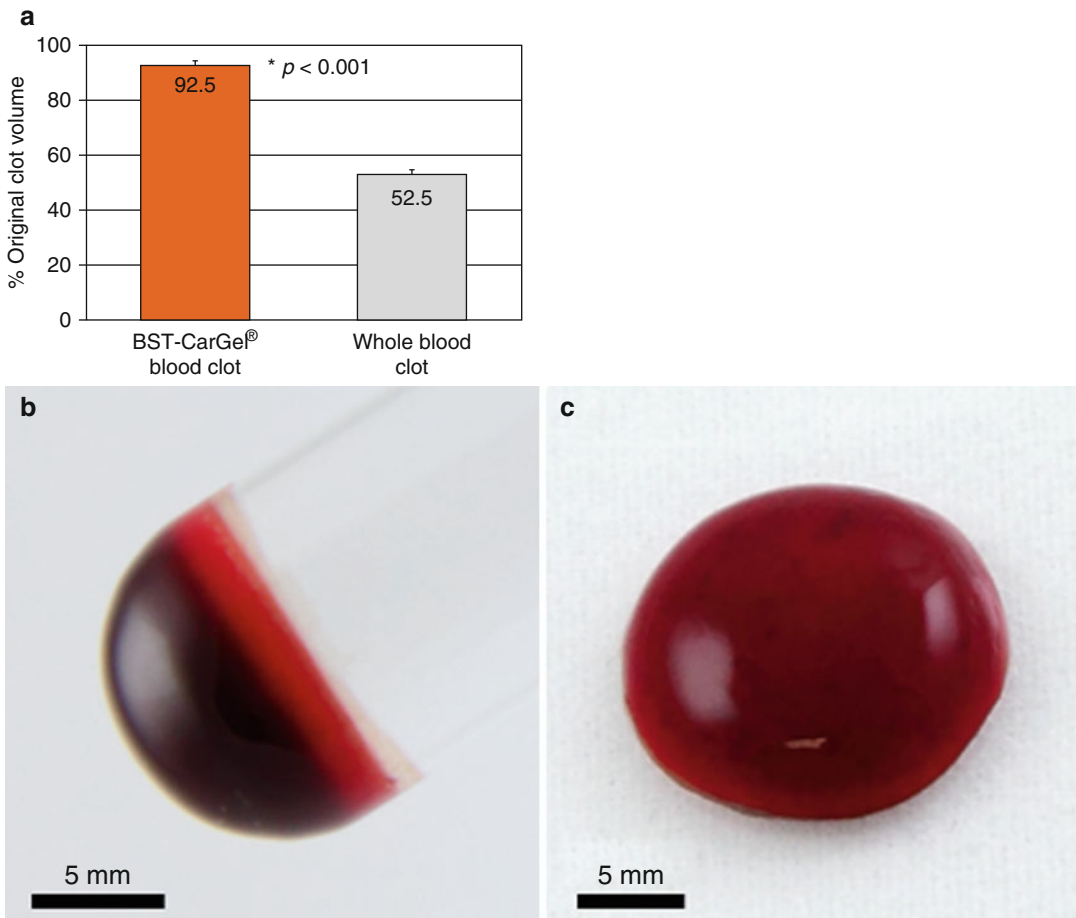 a
% Original clot volume
100
80
60
40
20
0
92.5
* p < 0.001
52.5
BST-CarGel®
blood clot
Whole blood
clot
b
5 mm
c
5 mm